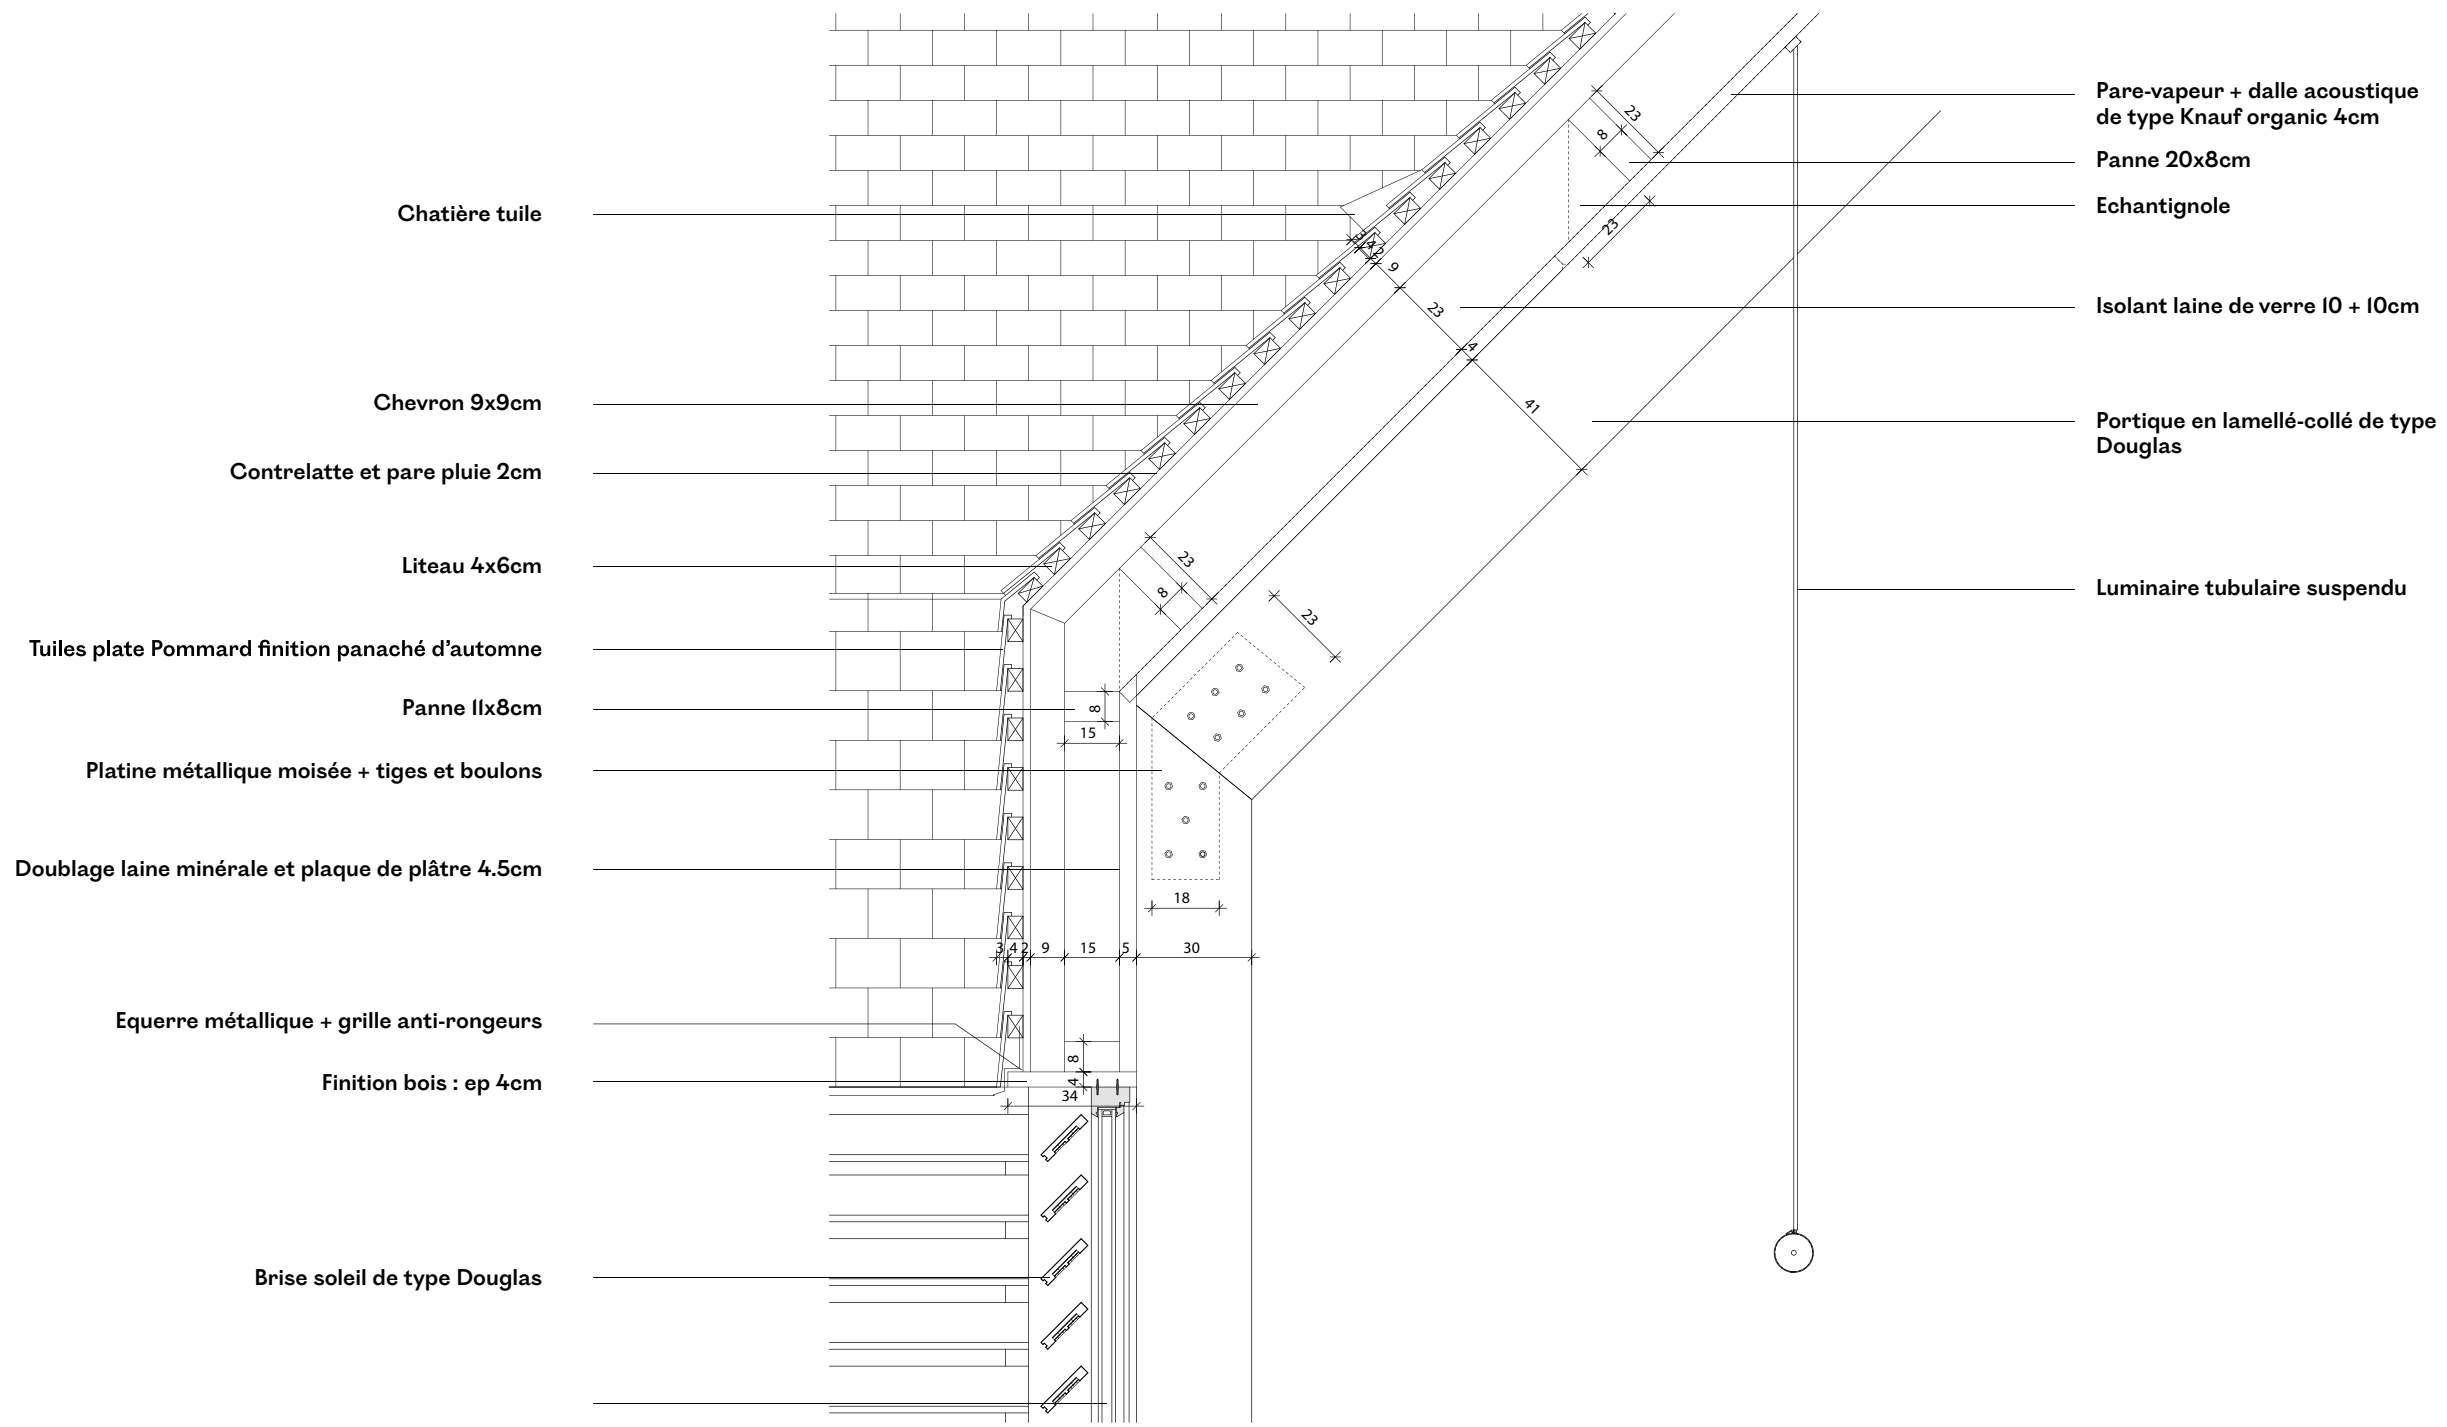 Pare-vapeur + dalle acoustique
de type Knauf organic 4cm
Panne 20x8cm
Echantignole
Isolant laine de verre 10 + 10cm
Portique en lamellé-collé de type
Douglas
Luminaire tubulaire suspendu
Chatière tuile
Chevron 9x9cm
Contrelatte et pare pluie 2cm
Liteau 4x6cm
Tuiles plate Pommard finition panaché d'automne
Panne 11x8cm
Platine métallique moisée + tiges et boulons
Doublage laine minérale et plaque de plâtre 4.5cm
Equerre métallique + grille anti-rongeurs
Finition bois : ep 4cm
Brise soleil de type Douglas
23
8
23
3
4
2
9
23
4
41
23
8
23
8
15
18
3 4 2 9 15 5 30
8
4
34